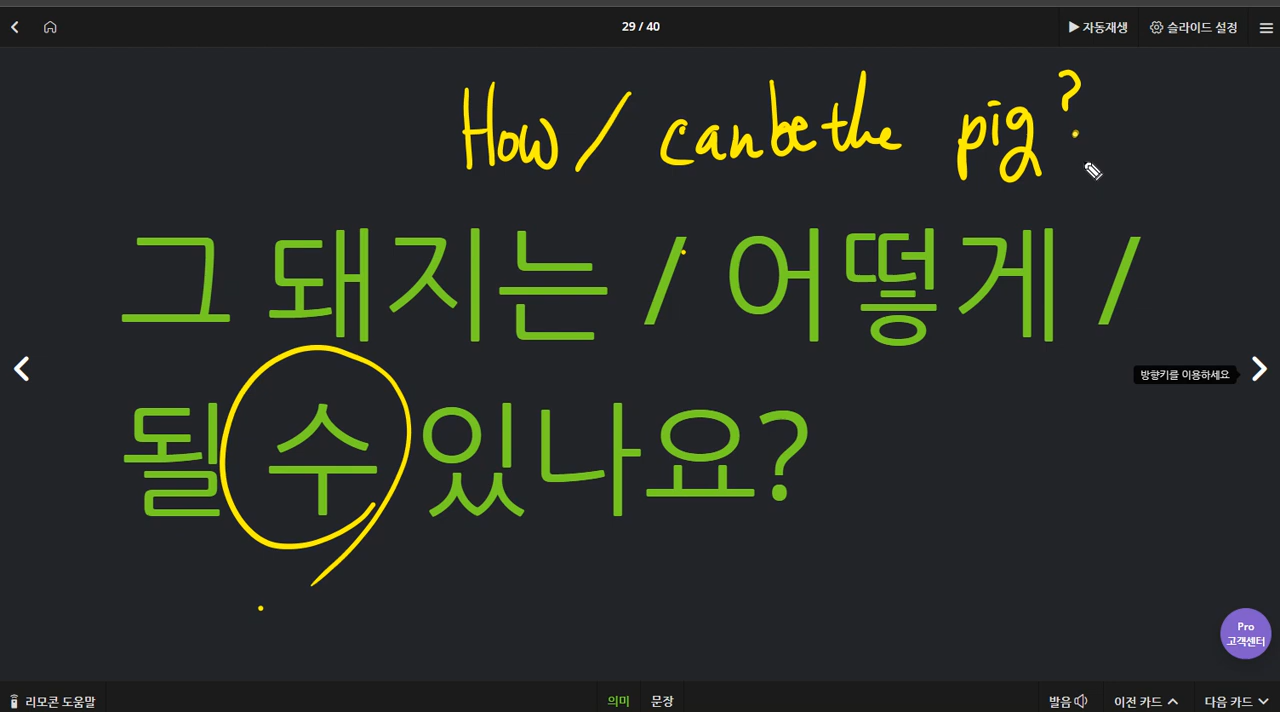 29 / 40
자동재생
슬라이드 설정
How / can be the pig?
그 돼지는 / 어떻게 /
될 수 있나요?
방향키를 이용하세요
Pro
고객센터
리모콘 도움말
의미
문장
발음
이전 카드
다음 카드